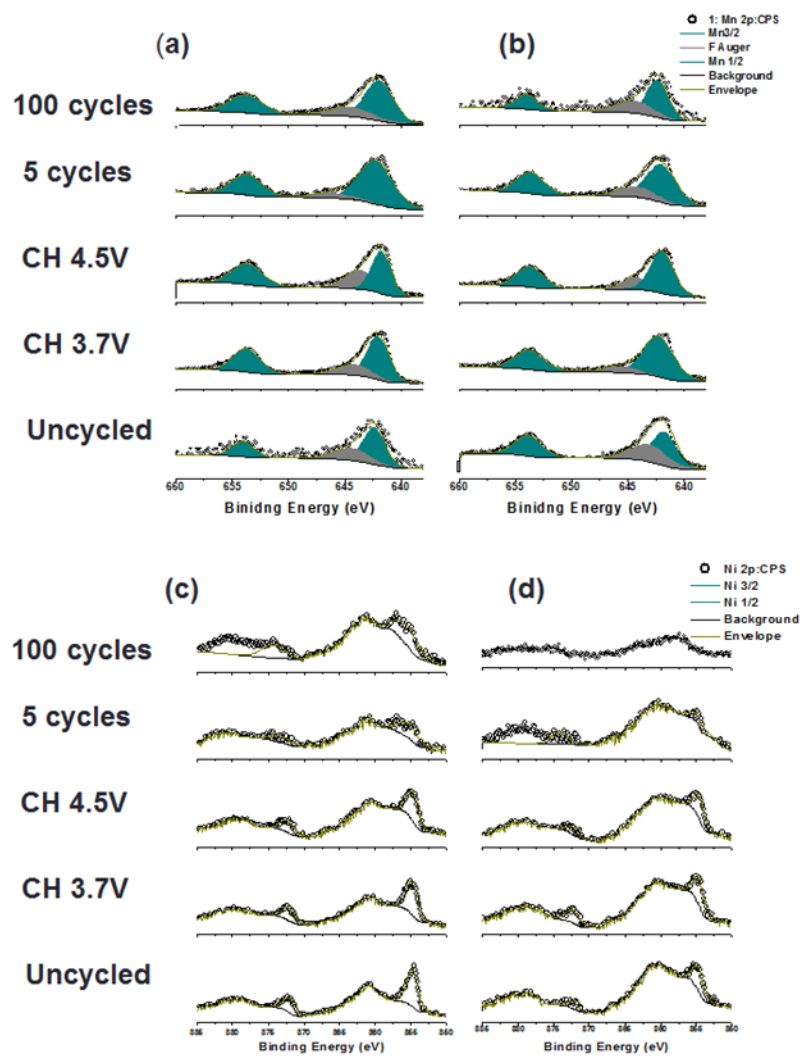 (a)
(b)
1: Mn 2p:CPS
Mn3/2
F Auger
Mn 1/2
Background
Envelope
100 cycles
5 cycles
CH 4.5V
CH 3.7V
Uncycled
660 655 650 645 640
660 655 650 645 640
Binidng Energy (eV)
Binidng Energy (eV)
(c)
(d)
Ni 2p:CPS
Ni 3/2
Ni 1/2
Background
Envelope
100 cycles
5 cycles
CH 4.5V
CH 3.7V
Uncycled
Binding Energy (eV)
Binding Energy (eV)